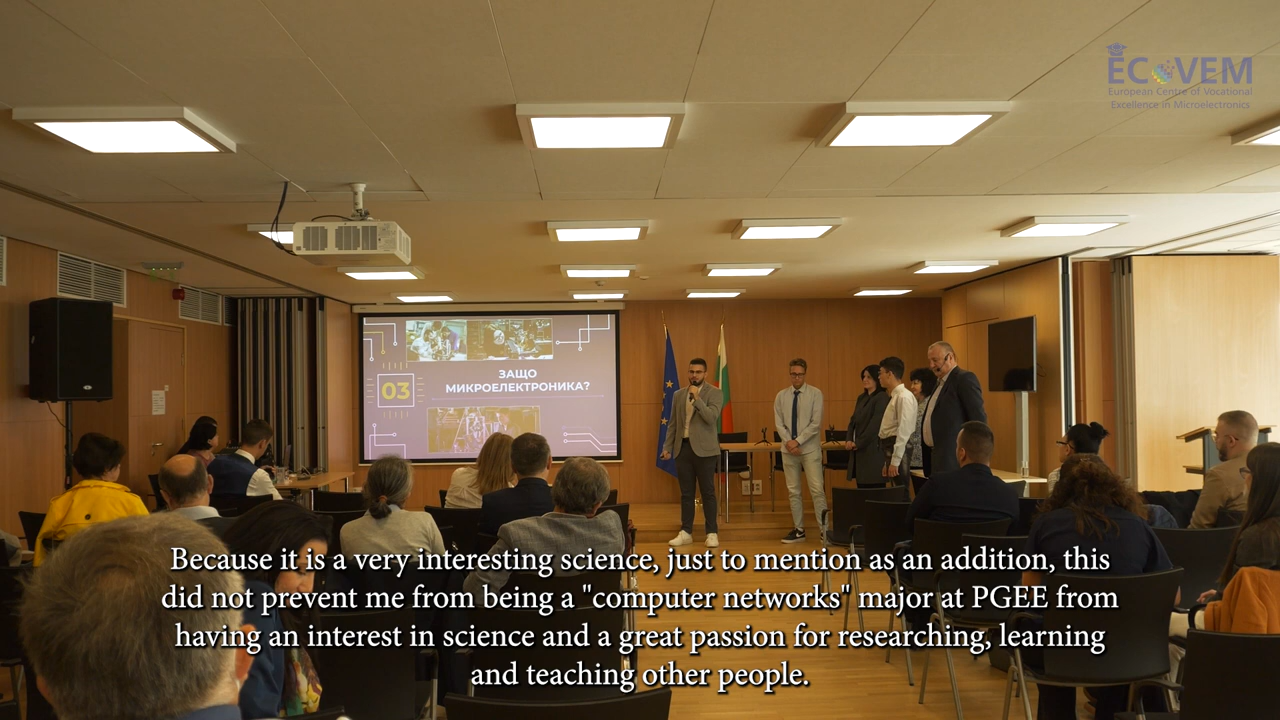 ECOVEM
European Centre of Vocational
Excellence in Microelectronics
03
ЗАЩО
МИКРОЕЛЕКТРОНИКА?
Because it is a very interesting science, just to mention as an addition, this
did not prevent me from being a "computer networks" major at PGEE from
having an interest in science and a great passion for researching, learning
and teaching other people.